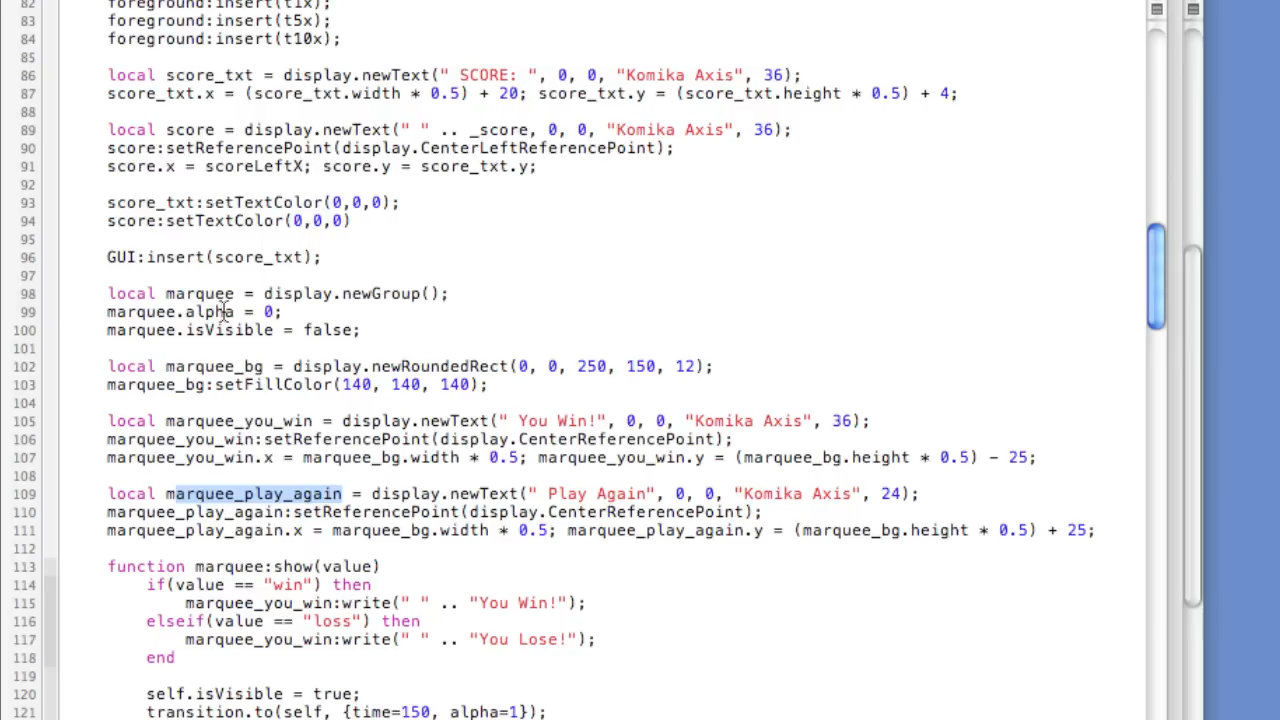 82 foreground:insert(t1x);
83 foreground:insert(t5x);
84 foreground:insert(t10x);
85
86 local score_txt = display.newText(" SCORE: ", 0, 0, "Komika Axis", 36);
87 score_txt.x = (score_txt.width * 0.5) + 20; score_txt.y = (score_txt.height * 0.5) + 4;
88
89 local score = display.newText(" " .. _score, 0, 0, "Komika Axis", 36);
90 score:setReferencePoint(display.CenterLeftReferencePoint);
91 score.x = scoreLeftX; score.y = score_txt.y;
92
93 score_txt:setTextColor(0,0,0);
94 score:setTextColor(0,0,0)
95
96 GUI:insert(score_txt);
97
98 local marquee = display.newGroup();
99 marquee.alpha = 0;
100 marquee.isVisible = false;
101
102 local marquee_bg = display.newRoundedRect(0, 0, 250, 150, 12);
103 marquee_bg:setFillColor(140, 140, 140);
104
105 local marquee_you_win = display.newText(" You Win!", 0, 0, "Komika Axis", 36);
106 marquee_you_win:setReferencePoint(display.CenterReferencePoint);
107 marquee_you_win.x = marquee_bg.width * 0.5; marquee_you_win.y = (marquee_bg.height * 0.5) - 25;
108
109 local marquee_play_again = display.newText(" Play Again", 0, 0, "Komika Axis", 24);
110 marquee_play_again:setReferencePoint(display.CenterReferencePoint);
111 marquee_play_again.x = marquee_bg.width * 0.5; marquee_play_again.y = (marquee_bg.height * 0.5) + 25;
112
113 function marquee:show(value)
114 if(value == "win") then
115 marquee_you_win:write(" " .. "You Win!");
116 elseif(value == "loss") then
117 marquee_you_win:write(" " .. "You Lose!");
118 end
119
120 self.isVisible = true;
121 transition.to(self, {time=150, alpha=1});